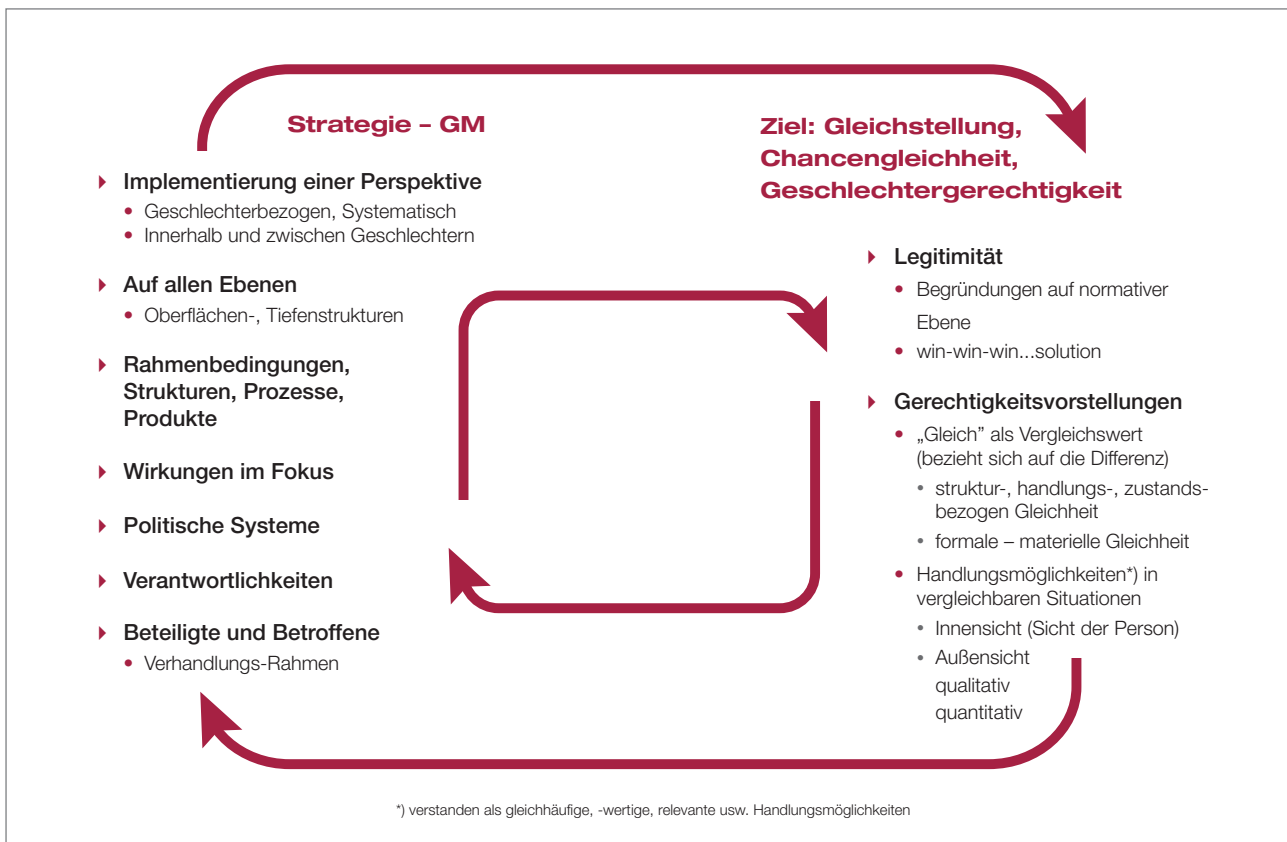 Strategie – GM
Implementierung einer Perspektive
Geschlechterbezogen, Systematisch
Innerhalb und zwischen Geschlechtern
Auf allen Ebenen
Oberflächen-, Tiefenstrukturen
Rahmenbedingungen,
Strukturen, Prozesse,
Produkte
Wirkungen im Fokus
Politische Systeme
Verantwortlichkeiten
Beteiligte und Betroffene
Verhandlungs-Rahmen
Ziel: Gleichstellung,
Chancengleichheit,
Geschlechtergerechtigkeit
Legitimität
Begründungen auf normativer
Ebene
win-win-win...solution
Gerechtigkeitsvorstellungen
„Gleich” als Vergleichswert
(bezieht sich auf die Differenz)
struktur-, handlungs-, zustands-
bezogen Gleichheit
formale – materielle Gleichheit
Handlungsmöglichkeiten*) in
vergleichbaren Situationen
Innensicht (Sicht der Person)
Außensicht
qualitativ
quantitativ
*) verstanden als gleichhäufige, -wertige, relevante usw. Handlungsmöglichkeiten